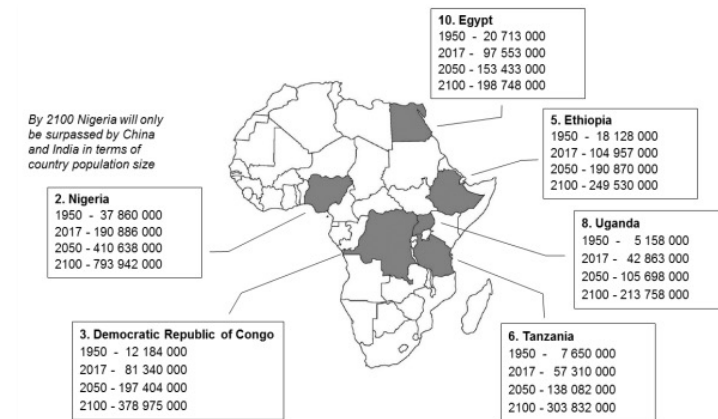 10. Egypt
1950 - 20 713 000
2017 - 97 553 000
2050 - 153 433 000
2100 - 198 748 000
By 2100 Nigeria will only
be surpassed by China
and India in terms of
country population size
5. Ethiopia
1950 - 18 128 000
2017 - 104 957 000
2050 - 190 870 000
2100 - 249 530 000
2. Nigeria
1950 - 37 860 000
2017 - 190 886 000
2050 - 410 638 000
2100 - 793 942 000
8. Uganda
1950 - 5 158 000
2017 - 42 863 000
2050 - 105 698 000
2100 - 213 758 000
3. Democratic Republic of Congo
1950 - 12 184 000
2017 - 81 340 000
2050 - 197 404 000
2100 - 378 975 000
6. Tanzania
1950 - 7 650 000
2017 - 57 310 000
2050 - 138 082 000
2100 - 303 832 000